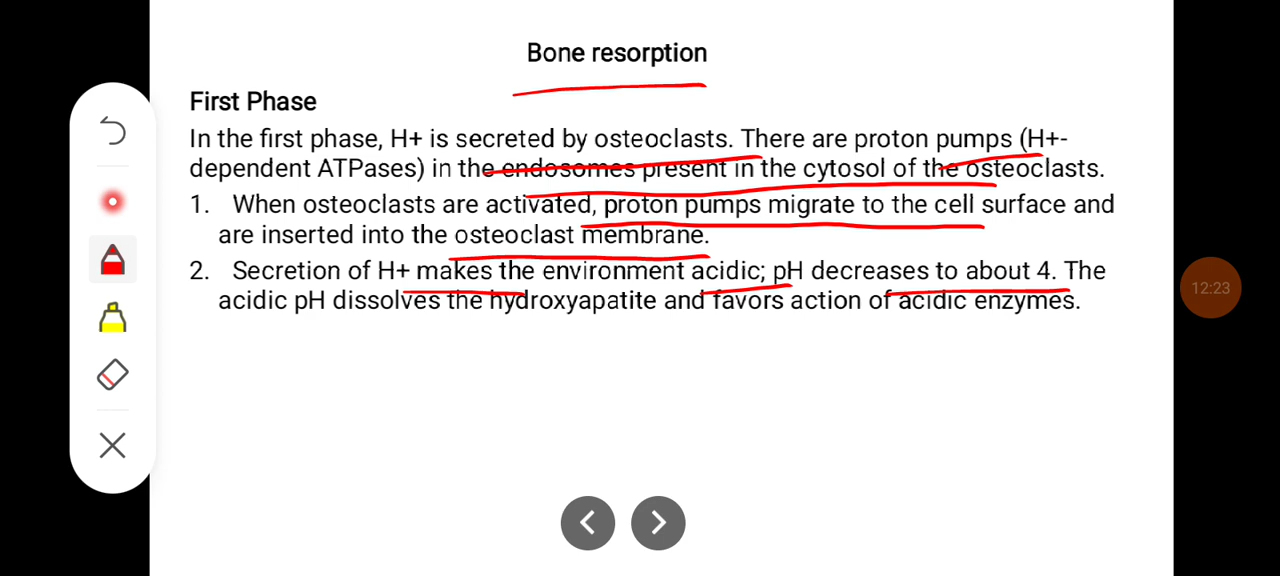 Bone resorption
First Phase
In the first phase, H+ is secreted by osteoclasts. There are proton pumps (H+-
dependent ATPases) in the endosomes present in the cytosol of the osteoclasts.
1. When osteoclasts are activated, proton pumps migrate to the cell surface and
are inserted into the osteoclast membrane.
2. Secretion of H+ makes the environment acidic; pH decreases to about 4. The
acidic pH dissolves the hydroxyapatite and favors action of acidic enzymes.
12:23